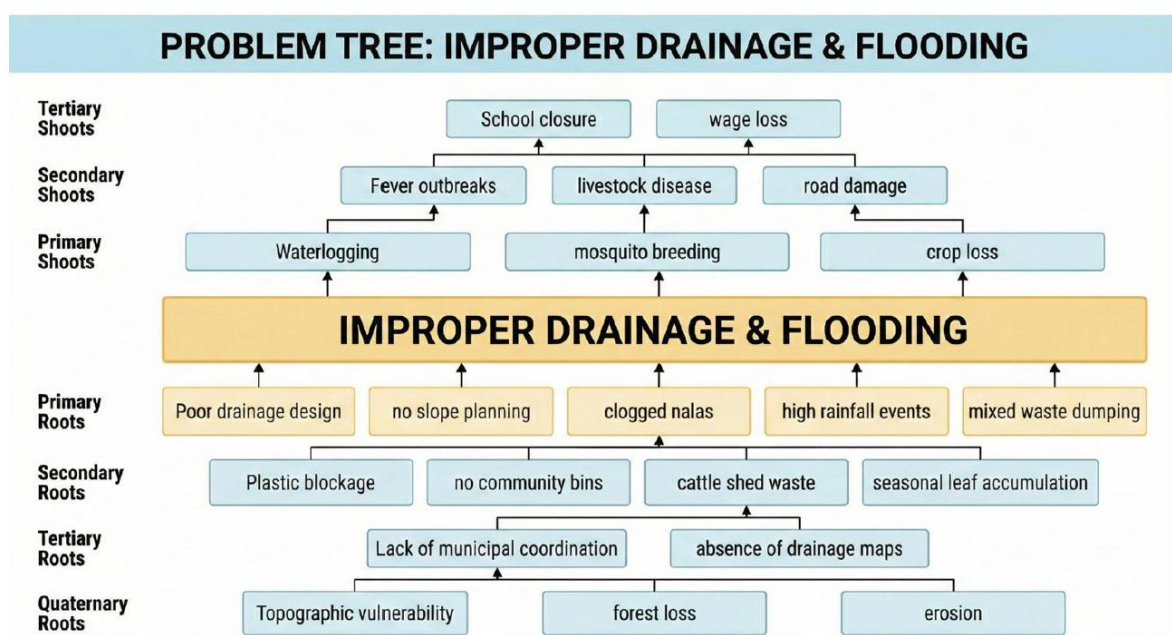 PROBLEM TREE: IMPROPER DRAINAGE & FLOODING
Tertiary
Shoots
School closure
wage loss
Secondary
Shoots
Fever outbreaks
livestock disease
road damage
Primary
Shoots
Waterlogging
mosquito breeding
crop loss
IMPROPER DRAINAGE & FLOODING
Primary
Roots
Poor drainage design
no slope planning
clogged nalas
high rainfall events
mixed waste dumping
Secondary
Roots
Plastic blockage
no community bins
cattle shed waste
seasonal leaf accumulation
Tertiary
Roots
Lack of municipal coordination
absence of drainage maps
Quaternary
Roots
Topographic vulnerability
forest loss
erosion